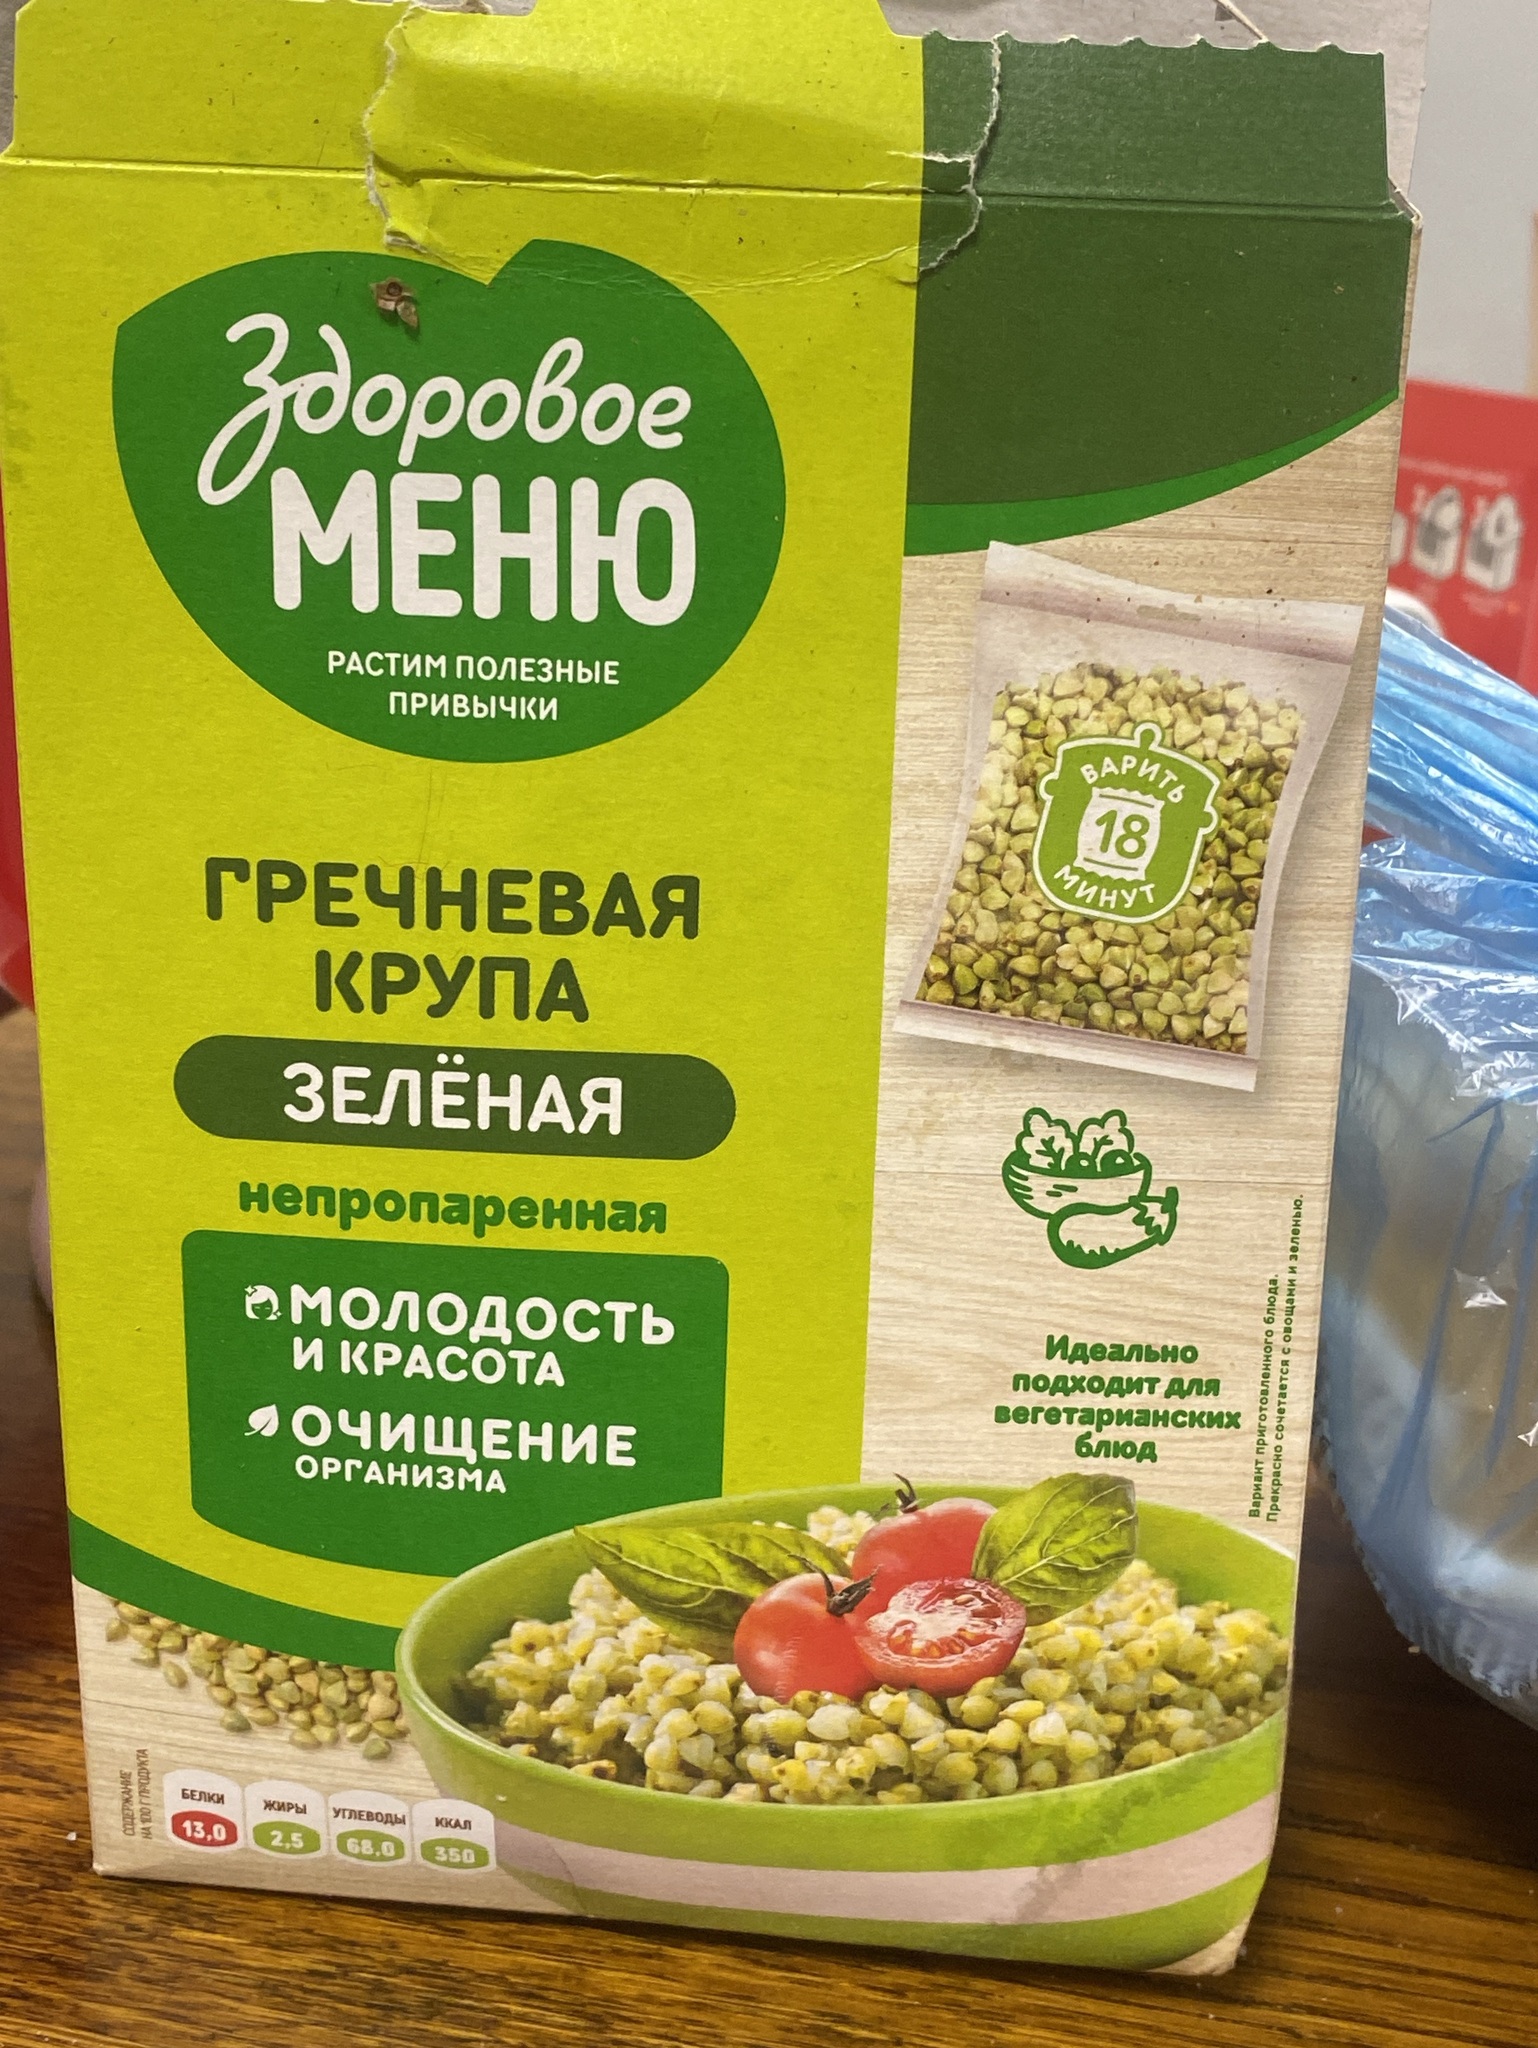 Здоровое
МЕНЮ
РАСТИМ ПОЛЕЗНЫЕ
ПРИВЫЧКИ
ГРЕЧНЕВАЯ
КРУПА
ЗЕЛЁНАЯ
непропаренная
МОЛОДОСТЬ
И КРАСОТА
ОЧИЩЕНИЕ
ОРГАНИЗМА
ВАРИТЬ
18
МИНУТ
Идеально
подходит для
вегетарианских
блюд
Вариант приготовленного блюда.
Прекрасно сочетается с овощами и зеленью.
СОДЕРЖАНИЕ
НА 100 Г ПРОДУКТА
БЕЛКИ
13,0
ЖИРЫ
2,5
УГЛЕВОДЫ
68,0
ККАЛ
350